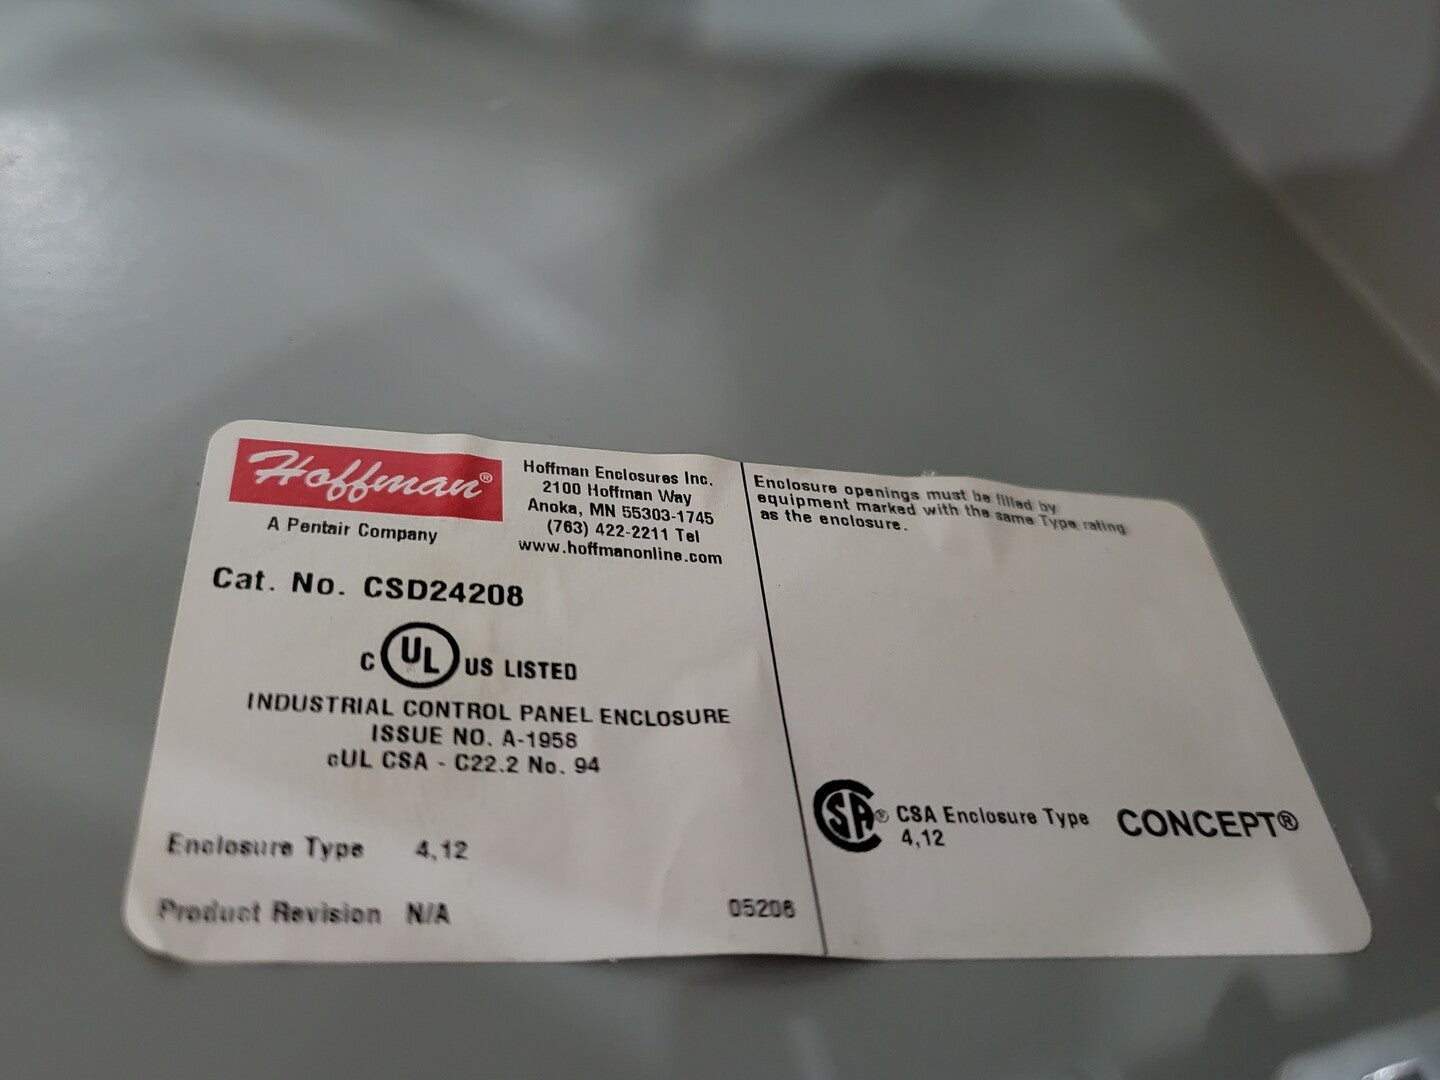 Hoffman®
A Pentair Company
Hoffman Enclosures Inc.
2100 Hoffman Way
Anoka, MN 55303-1745
(763) 422-2211 Tel
www.hoffmanonline.com
Cat. No. CSD24208
C UL US LISTED
INDUSTRIAL CONTROL PANEL ENCLOSURE
ISSUE NO. A-1958
cUL CSA - C22.2 No. 94
Enclosure Type 4,12
Product Revision N/A
05206
Enclosure openings must be filled by
equipment marked with the same Type rating
as the enclosure.
SA® CSA Enclosure Type
4,12
CONCEPT®